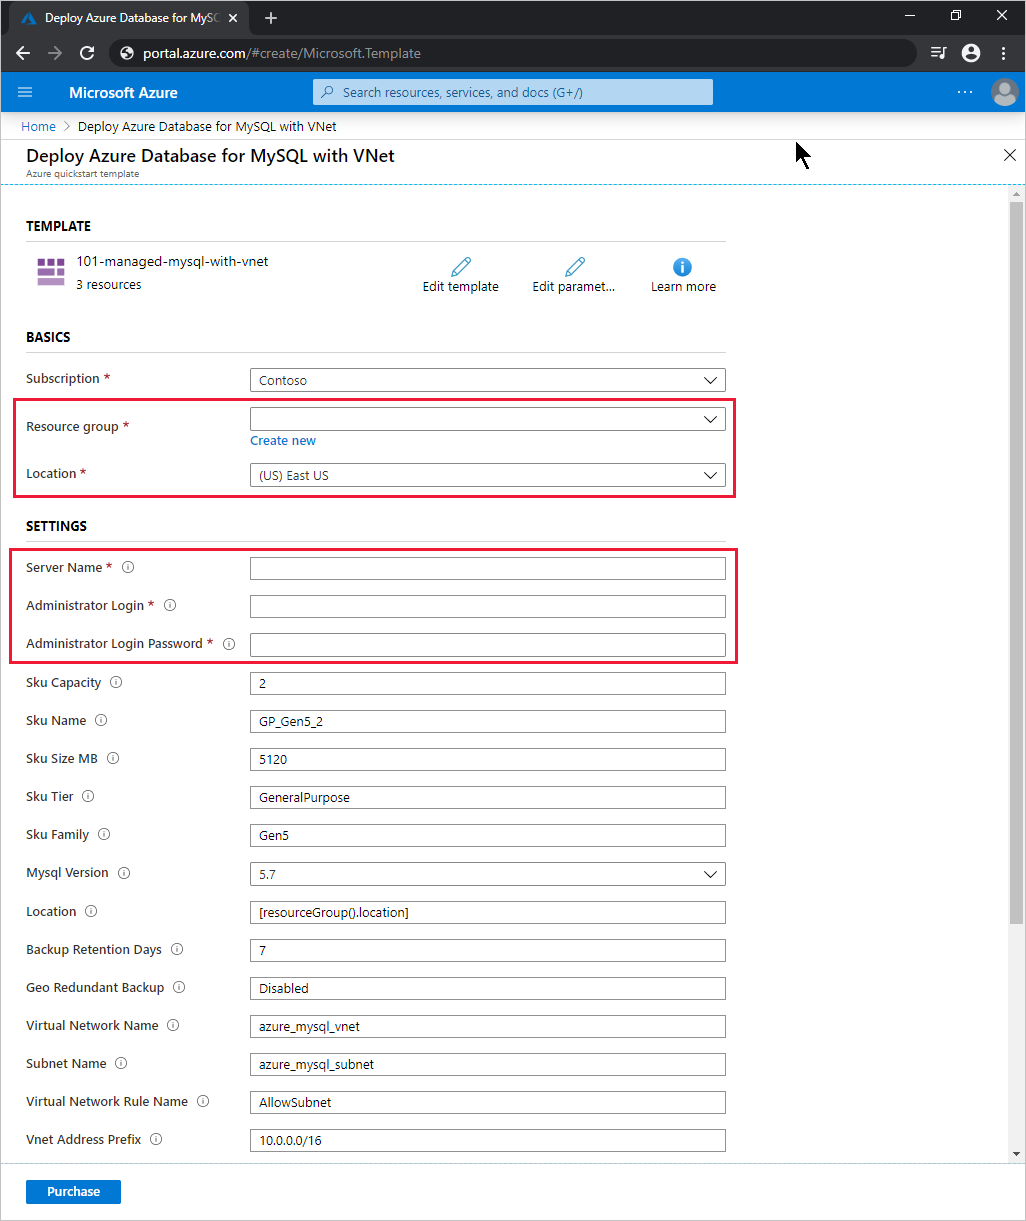 Deploy Azure Database for MySC
portal.azure.com/#create/Microsoft.Template
Microsoft Azure
Search resources, services, and docs (G+/)
Home > Deploy Azure Database for MySQL with VNet
Deploy Azure Database for MySQL with VNet
Azure quickstart template
TEMPLATE
101-managed-mysql-with-vnet
3 resources
Edit template
Edit paramet...
Learn more
BASICS
Subscription *
Contoso
Resource group *
Create new
Location *
(US) East US
SETTINGS
Server Name *
Administrator Login *
Administrator Login Password *
Sku Capacity
2
Sku Name
GP_Gen5_2
Sku Size MB
5120
Sku Tier
GeneralPurpose
Sku Family
Gen5
Mysql Version
5.7
Location
[resourceGroup().location]
Backup Retention Days
7
Geo Redundant Backup
Disabled
Virtual Network Name
azure_mysql_vnet
Subnet Name
azure_mysql_subnet
Virtual Network Rule Name
AllowSubnet
Vnet Address Prefix
10.0.0.0/16
Purchase